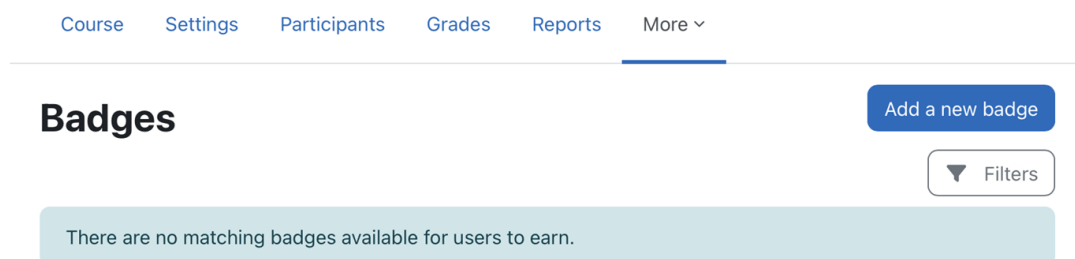 Course Settings Participants Grades Reports More
Badges
Add a new badge
Filters
There are no matching badges available for users to earn.